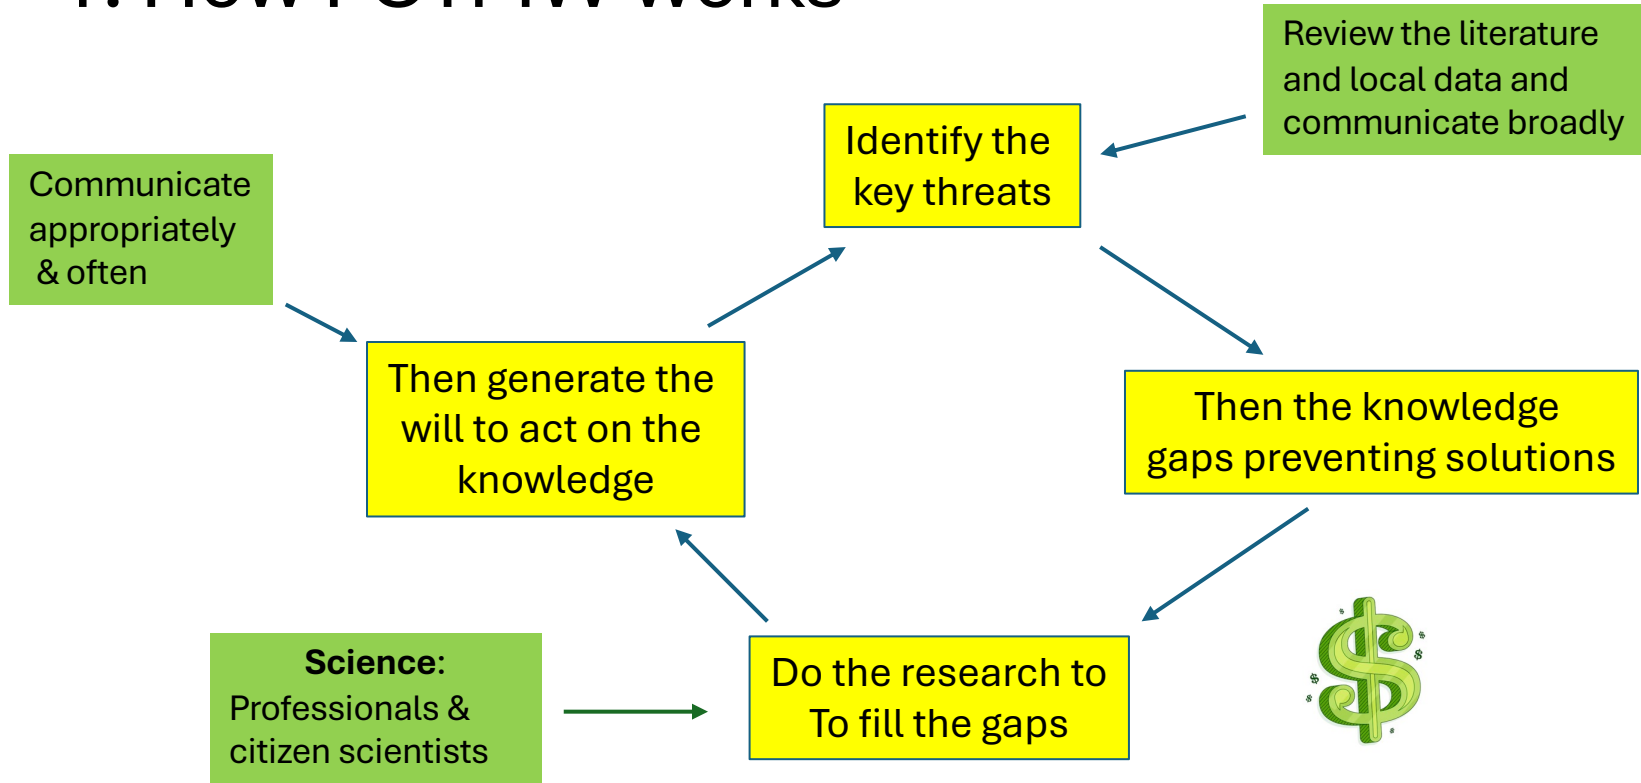 Review the literature
and local data and
communicate broadly
Identify the
key threats
Communicate
appropriately
& often
Then generate the
will to act on the
knowledge
Then the knowledge
gaps preventing solutions
Science:
Professionals &
citizen scientists
Do the research to
To fill the gaps
$